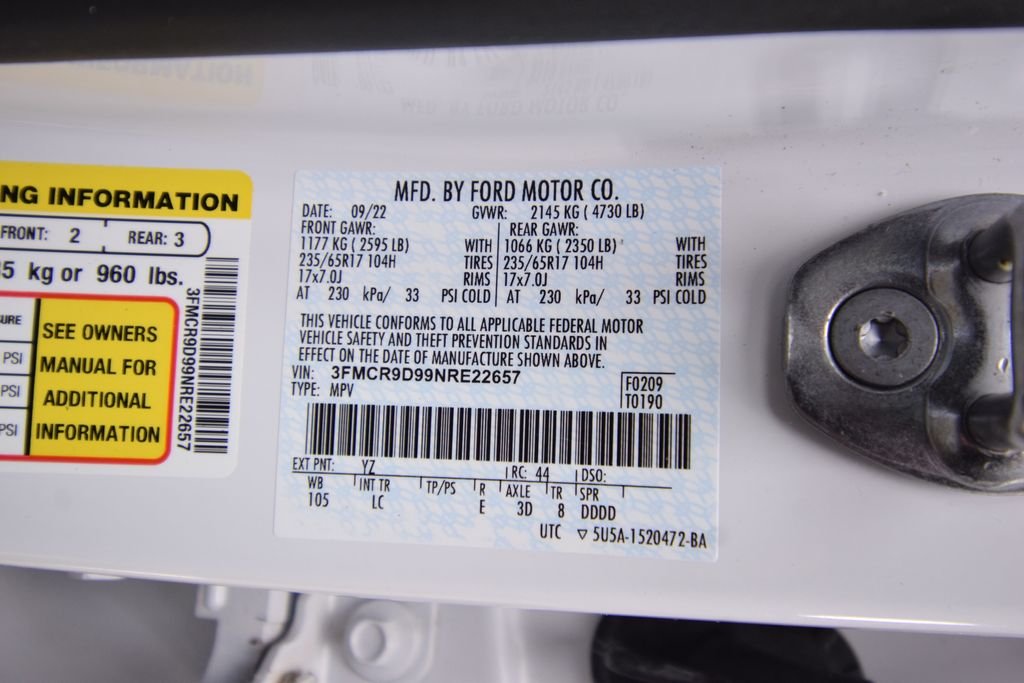 NG INFORMATION
FRONT: 2 REAR: 3
5 kg or 960 lbs.
SURE
PSI
PSI
PSI
SEE OWNERS
MANUAL FOR
ADDITIONAL
INFORMATION
3FMCR9D99NRE22657
MFD. BY FORD MOTOR CO.
DATE: 09/22 GVWR: 2145 KG ( 4730 LB)
FRONT GAWR: REAR GAWR:
1177 KG ( 2595 LB) WITH 1066 KG ( 2350 LB) WITH
235/65R17 104H TIRES 235/65R17 104H TIRES
17x7.0J RIMS 17x7.0J RIMS
AT 230 kPa/ 33 PSI COLD AT 230 kPa/ 33 PSI COLD
THIS VEHICLE CONFORMS TO ALL APPLICABLE FEDERAL MOTOR
VEHICLE SAFETY AND THEFT PREVENTION STANDARDS IN
EFFECT ON THE DATE OF MANUFACTURE SHOWN ABOVE.
VIN: 3FMCR9D99NRE22657
TYPE: MPV
F0209
T0190
EXT PNT: YZ RC: 44 DSO:
WB INT TR TP/PS R AXLE TR SPR
105 LC E 3D 8 DDDD
UTC ▽ 5U5A-1520472-BA